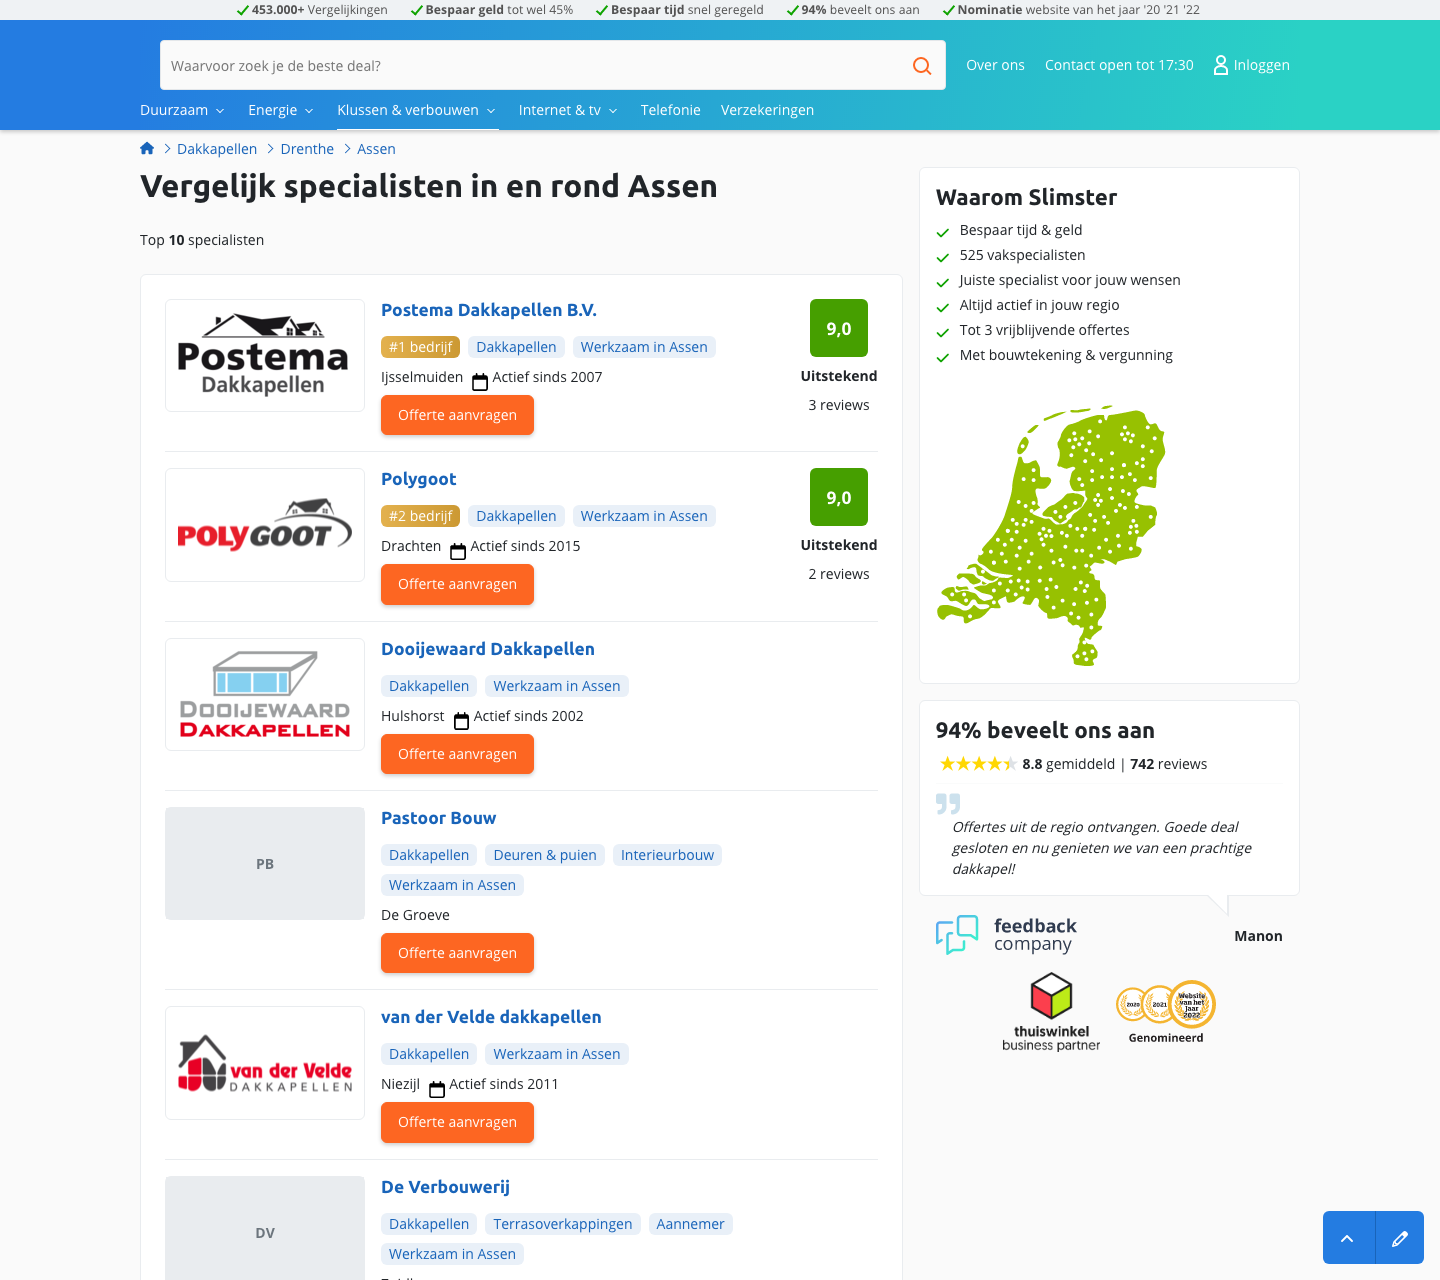 453.000+ Vergelijkingen Bespaar geld tot wel 45% Bespaar tijd snel geregeld 94% beveelt ons aan Nominatie website van het jaar '20 '21 '22
Waarvoor zoek je de beste deal?
Over ons Contact open tot 17:30 Inloggen
Duurzaam Energie Klussen & verbouwen Internet & tv Telefonie Verzekeringen
Dakkapellen Drenthe Assen
Vergelijk specialisten in en rond Assen
Top 10 specialisten
Postema
Dakkapellen
Postema Dakkapellen B.V.
#1 bedrijf Dakkapellen Werkzaam in Assen
Ijsselmuiden Actief sinds 2007
Offerte aanvragen
9,0
Uitstekend
3 reviews
POLYGOOT
Polygoot
#2 bedrijf Dakkapellen Werkzaam in Assen
Drachten Actief sinds 2015
Offerte aanvragen
9,0
Uitstekend
2 reviews
DOOIJEWAARD
DAKKAPELLEN
Dooijewaard Dakkapellen
Dakkapellen Werkzaam in Assen
Hulshorst Actief sinds 2002
Offerte aanvragen
PB
Pastoor Bouw
Dakkapellen Deuren & puien Interieurbouw
Werkzaam in Assen
De Groeve
Offerte aanvragen
van der Velde
DAKKAPELLEN
van der Velde dakkapellen
Dakkapellen Werkzaam in Assen
Niezijl Actief sinds 2011
Offerte aanvragen
DV
De Verbouwerij
Dakkapellen Terrasoverkappingen Aannemer
Werkzaam in Assen
Waarom Slimster
Bespaar tijd & geld
525 vakspecialisten
Juiste specialist voor jouw wensen
Altijd actief in jouw regio
Tot 3 vrijblijvende offertes
Met bouwtekening & vergunning
94% beveelt ons aan
8.8 gemiddeld | 742 reviews
Offertes uit de regio ontvangen. Goede deal
gesloten en nu genieten we van een prachtige
dakkapel!
feedback
company
Manon
thuiswinkel
business partner
2020 2021 Website
van het
Jaar
2022
Genomineerd